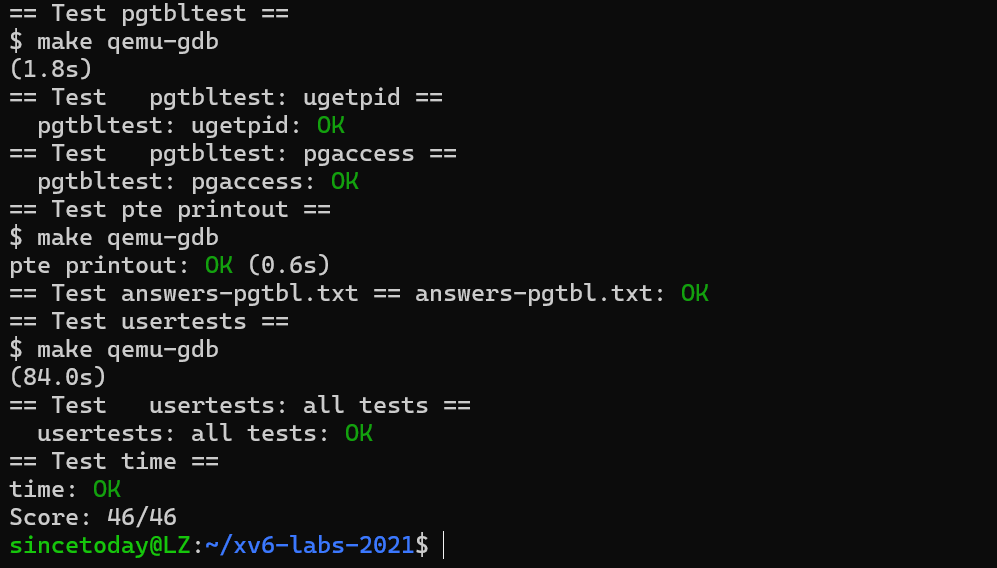 == Test pgtbltest ==
$ make qemu-gdb
(1.8s)
== Test   pgtbltest: ugetpid ==
  pgtbltest: ugetpid: OK
== Test   pgtbltest: pgaccess ==
  pgtbltest: pgaccess: OK
== Test pte printout ==
$ make qemu-gdb
pte printout: OK (0.6s)
== Test answers-pgtbl.txt == answers-pgtbl.txt: OK
== Test usertests ==
$ make qemu-gdb
(84.0s)
== Test   usertests: all tests ==
  usertests: all tests: OK
== Test time ==
time: OK
Score: 46/46
sincetoday@LZ:~/xv6-labs-2021$